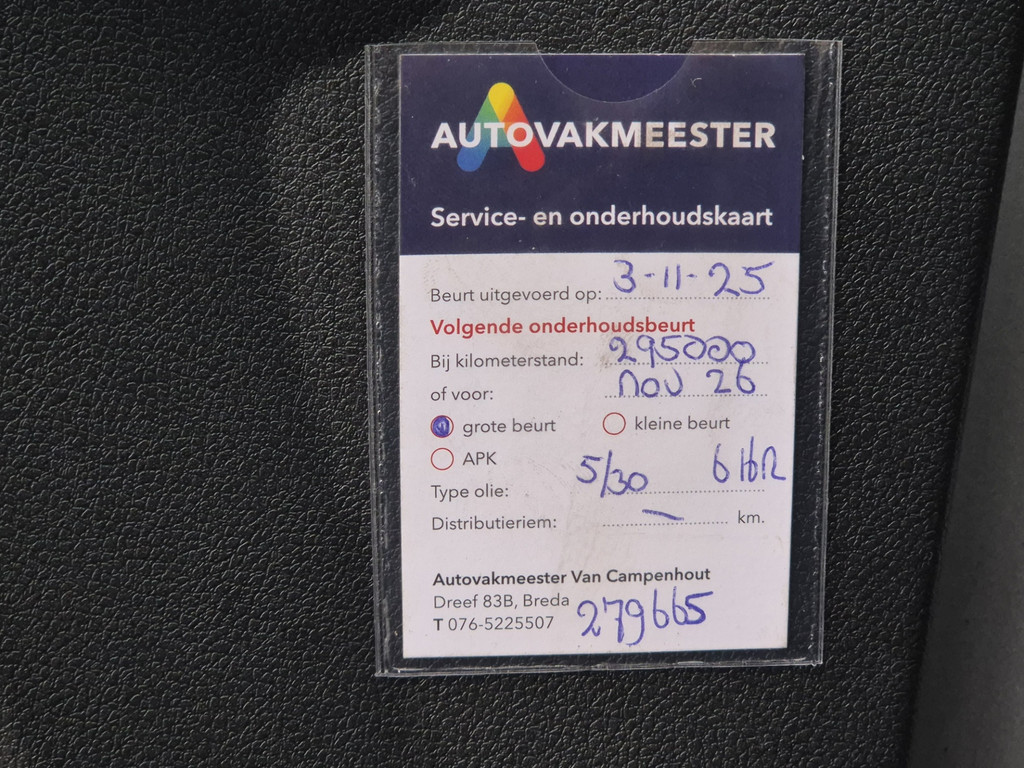 AUTOVAKMEESTER
Service- en onderhoudskaart
Beurt uitgevoerd op: 3-11-25
Volgende onderhoudsbeurt
Bij kilometerstand: 295000
of voor: nov 26
grote beurt kleine beurt
APK
Type olie: 5/30
Distributieriem: — km.
Autovakmeester Van Campenhout
Dreef 83B, Breda
T 076-5225507 279665